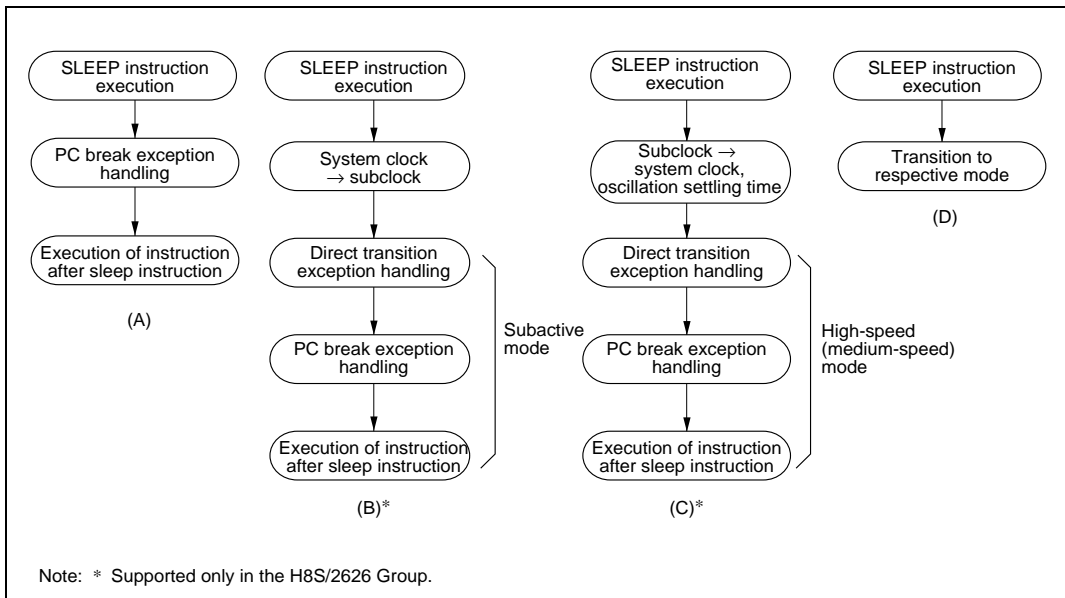 SLEEP instruction
execution
PC break exception
handling
Execution of instruction
after sleep instruction
(A)
SLEEP instruction
execution
System clock
→ subclock
Direct transition
exception handling
PC break exception
handling
Execution of instruction
after sleep instruction
Subactive
mode
(B)*
SLEEP instruction
execution
Subclock →
system clock,
oscillation settling time
Direct transition
exception handling
PC break exception
handling
Execution of instruction
after sleep instruction
High-speed
(medium-speed)
mode
(C)*
SLEEP instruction
execution
Transition to
respective mode
(D)
Note: * Supported only in the H8S/2626 Group.